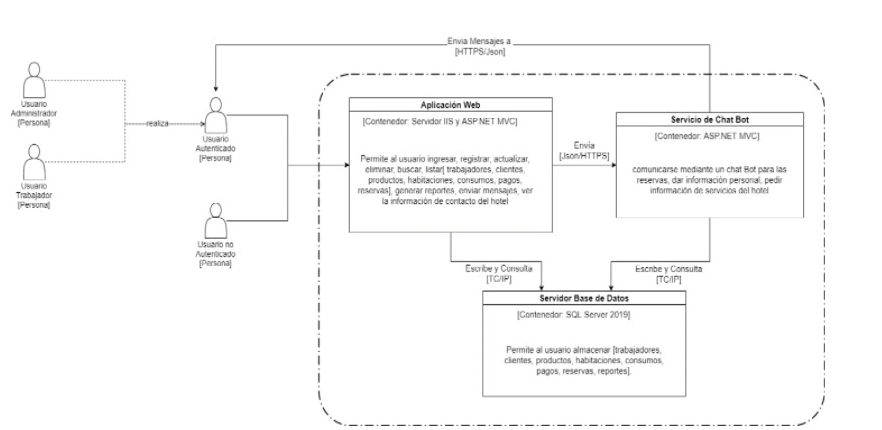 Envia Mensajes a
[HTTPS/Json]
Usuario
Administrador
[Persona]
realiza
Usuario
Autenticado
[Persona]
Usuario
Trabajador
[Persona]
Usuario no
Autenticado
[Persona]
Aplicación Web
[Contenedor: Servidor IIS y ASP.NET MVC]
Permite al usuario ingresar, registrar, actualizar,
eliminar, buscar, listar[ trabajadores, clientes,
productos, habitaciones, consumos, pagos,
reservas], generar reportes, enviar mensajes, ver
la información de contacto del hotel
Envía
[Json/HTTPS]
Servicio de Chat Bot
[Contenedor: ASP.NET MVC]
comunicarse mediante un chat Bot para las
reservas, dar información personal, pedir
información de servicios del hotel
Escribe y Consulta
[TC/IP]
Escribe y Consulta
[TC/IP]
Servidor Base de Datos
[Contenedor: SQL Server 2019]
Permite al usuario almacenar [trabajadores,
clientes, productos, habitaciones, consumos,
pagos, reservas, reportes].